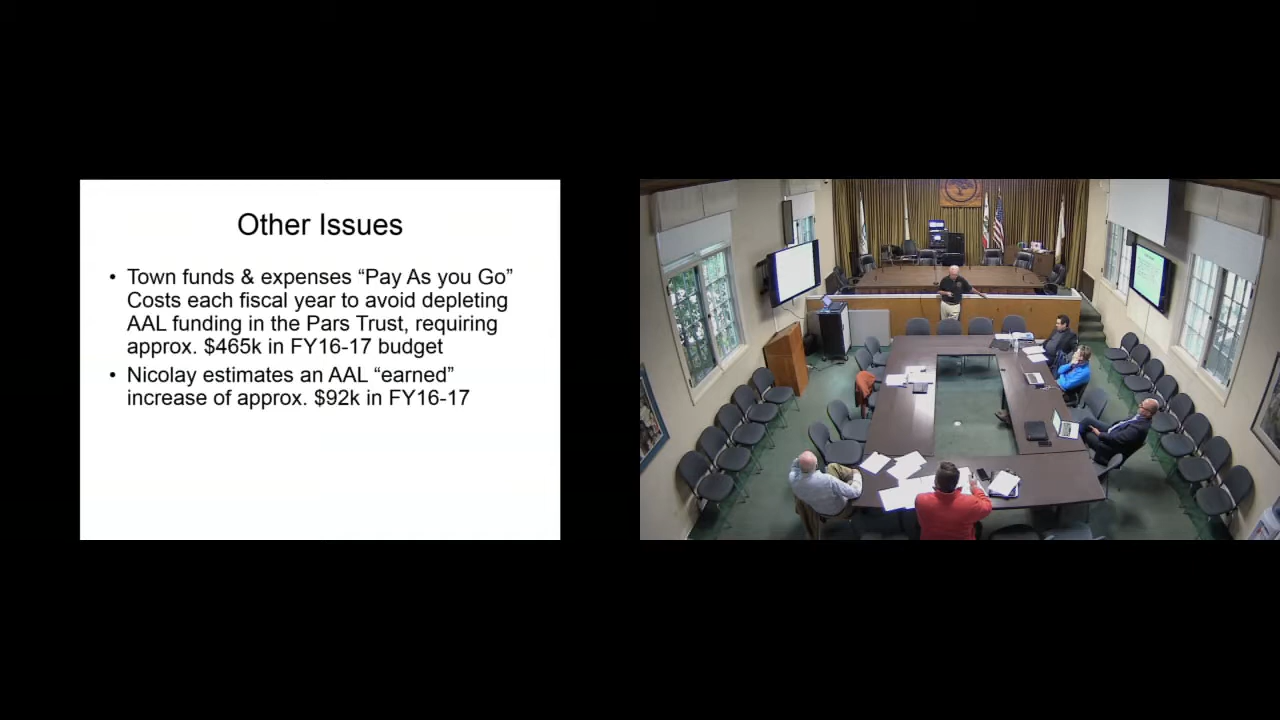 Other Issues
• Town funds & expenses “Pay As you Go”
Costs each fiscal year to avoid depleting
AAL funding in the Pars Trust, requiring
approx. $465k in FY16-17 budget
• Nicolay estimates an AAL “earned”
increase of approx. $92k in FY16-17